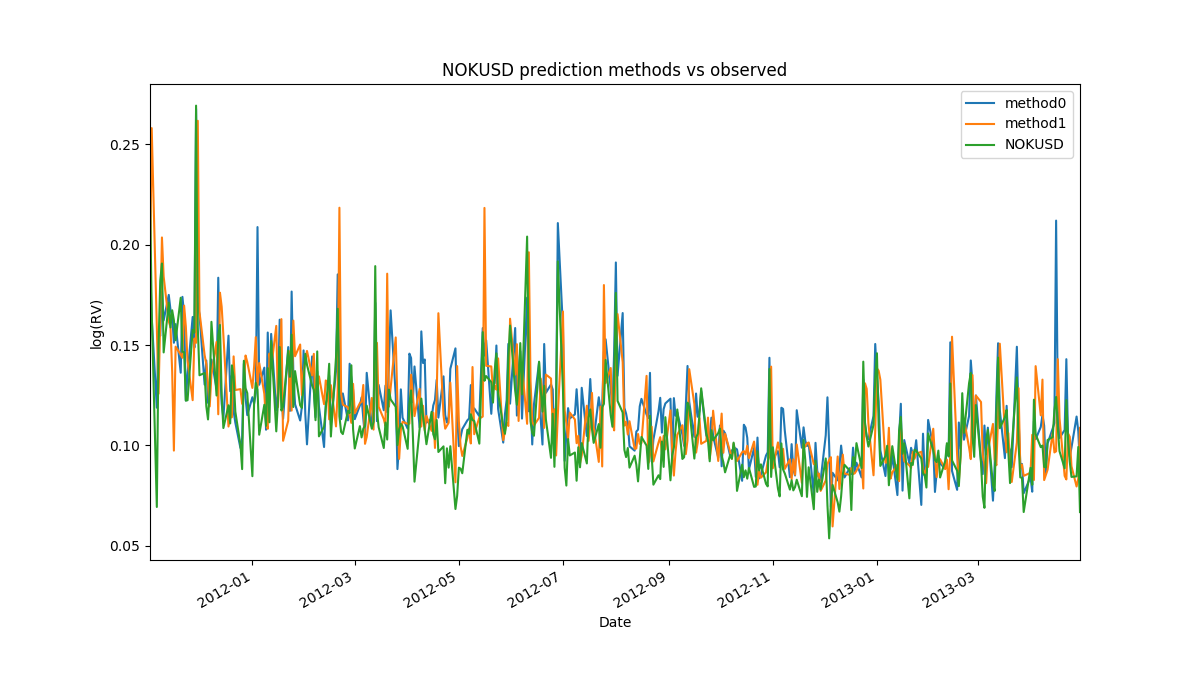 NOKUSD prediction methods vs observed
method0
method1
NOKUSD
0.25
0.20
0.15
0.10
0.05
log(RV)
2012-01
2012-03
2012-05
2012-07
2012-09
2012-11
2013-01
2013-03
Date